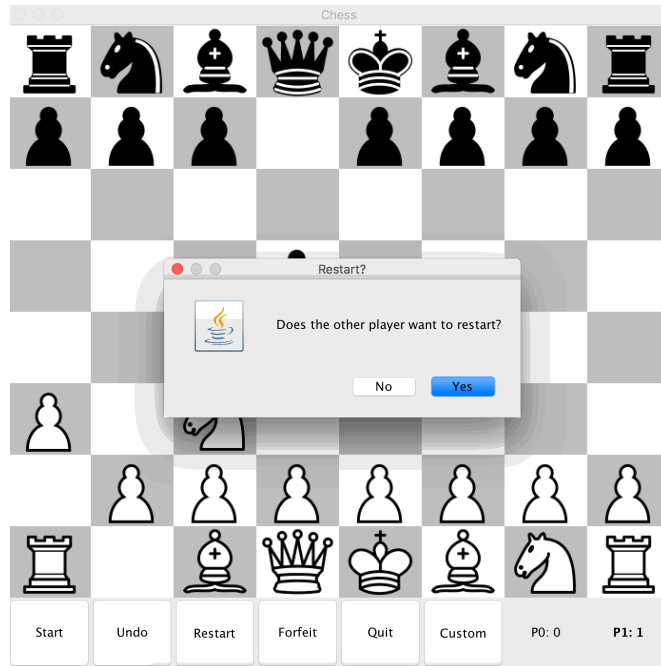 Chess
Restart?
Does the other player want to restart?
No
Yes
Start
Undo
Restart
Forfeit
Quit
Custom
P0: 0
P1: 1